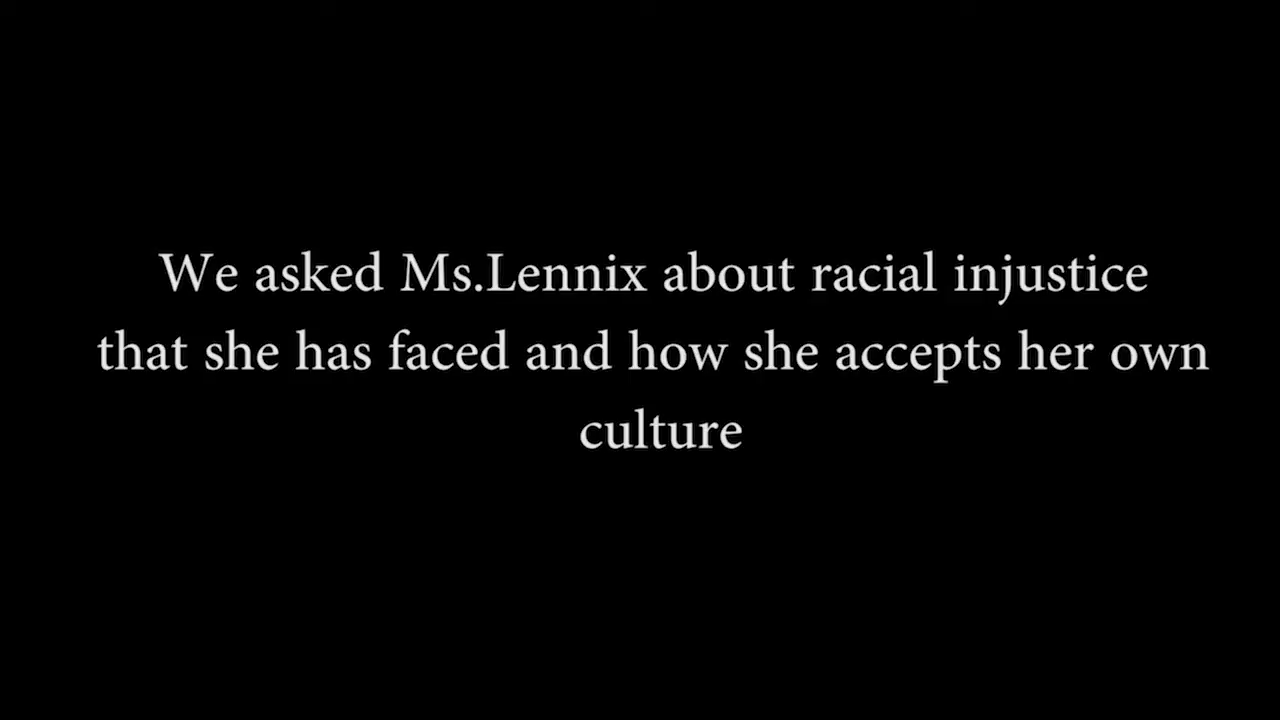 We asked Ms.Lennix about racial injustice
that she has faced and how she accepts her own
culture